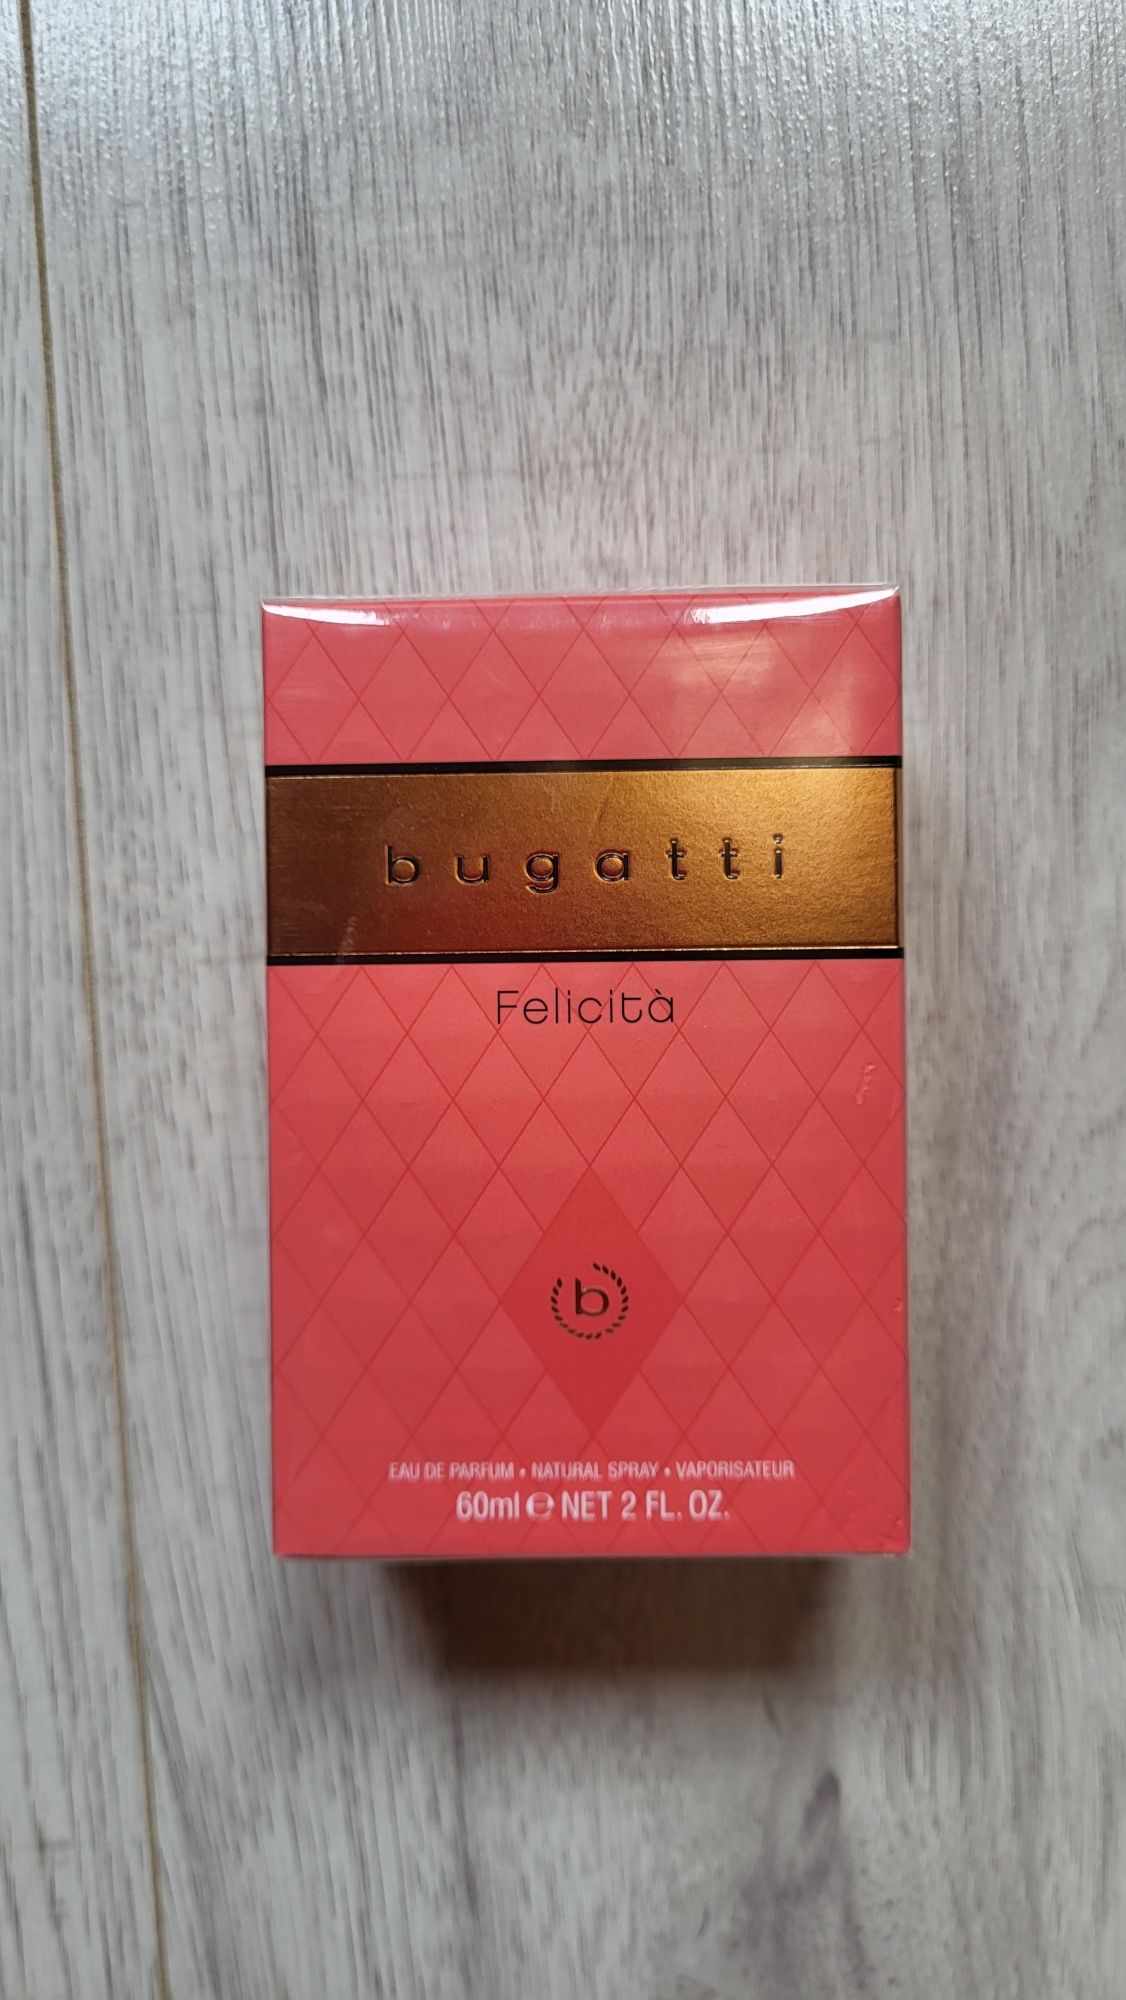 bugatti
Felicità
b
EAU DE PARFUM • NATURAL SPRAY • VAPORISATEUR
60ml ℮ NET 2 FL. OZ.